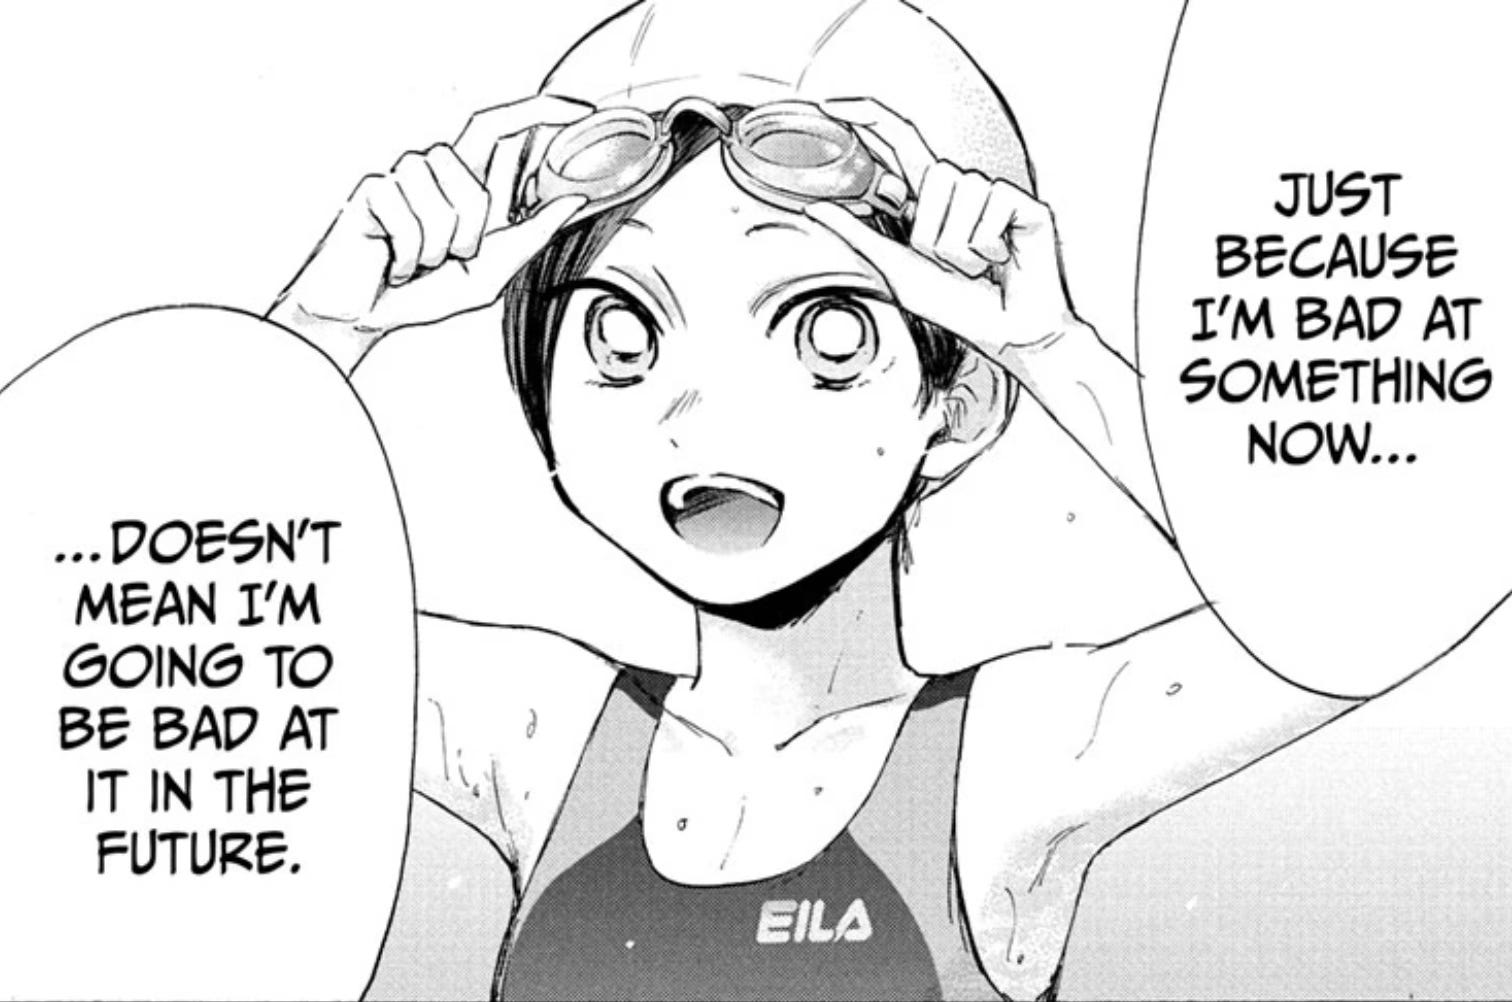 JUST
BECAUSE
I'M BAD AT
SOMETHING
NOW...
...DOESN'T
MEAN I'M
GOING TO
BE BAD AT
IT IN THE
FUTURE.
EILA